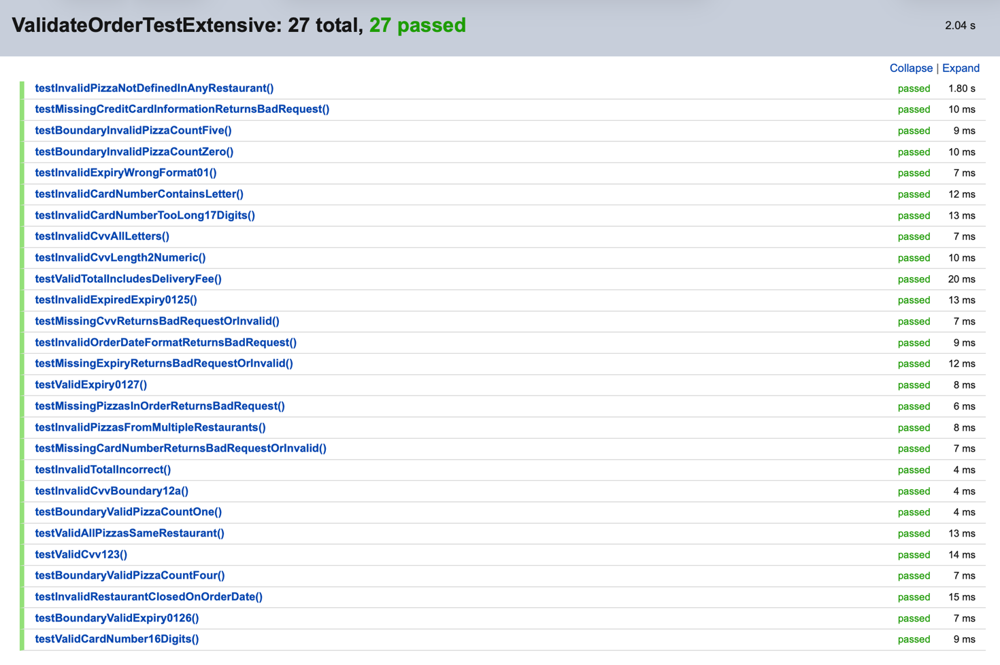 ValidateOrderTestExtensive: 27 total, 27 passed 2.04 s
Collapse | Expand
testInvalidPizzaNotDefinedInAnyRestaurant() passed 1.80 s
testMissingCreditCardInformationReturnsBadRequest() passed 10 ms
testBoundaryInvalidPizzaCountFive() passed 9 ms
testBoundaryInvalidPizzaCountZero() passed 10 ms
testInvalidExpiryWrongFormat01() passed 7 ms
testInvalidCardNumberContainsLetter() passed 12 ms
testInvalidCardNumberTooLong17Digits() passed 13 ms
testInvalidCvvAllLetters() passed 7 ms
testInvalidCvvLength2Numeric() passed 10 ms
testValidTotalIncludesDeliveryFee() passed 20 ms
testInvalidExpiredExpiry0125() passed 13 ms
testMissingCvvReturnsBadRequestOrInvalid() passed 7 ms
testInvalidOrderDateFormatReturnsBadRequest() passed 9 ms
testMissingExpiryReturnsBadRequestOrInvalid() passed 12 ms
testValidExpiry0127() passed 8 ms
testMissingPizzasInOrderReturnsBadRequest() passed 6 ms
testInvalidPizzasFromMultipleRestaurants() passed 8 ms
testMissingCardNumberReturnsBadRequestOrInvalid() passed 7 ms
testInvalidTotalIncorrect() passed 4 ms
testInvalidCvvBoundary12a() passed 4 ms
testBoundaryValidPizzaCountOne() passed 4 ms
testValidAllPizzasSameRestaurant() passed 13 ms
testValidCvv123() passed 14 ms
testBoundaryValidPizzaCountFour() passed 7 ms
testInvalidRestaurantClosedOnOrderDate() passed 15 ms
testBoundaryValidExpiry0126() passed 7 ms
testValidCardNumber16Digits() passed 9 ms